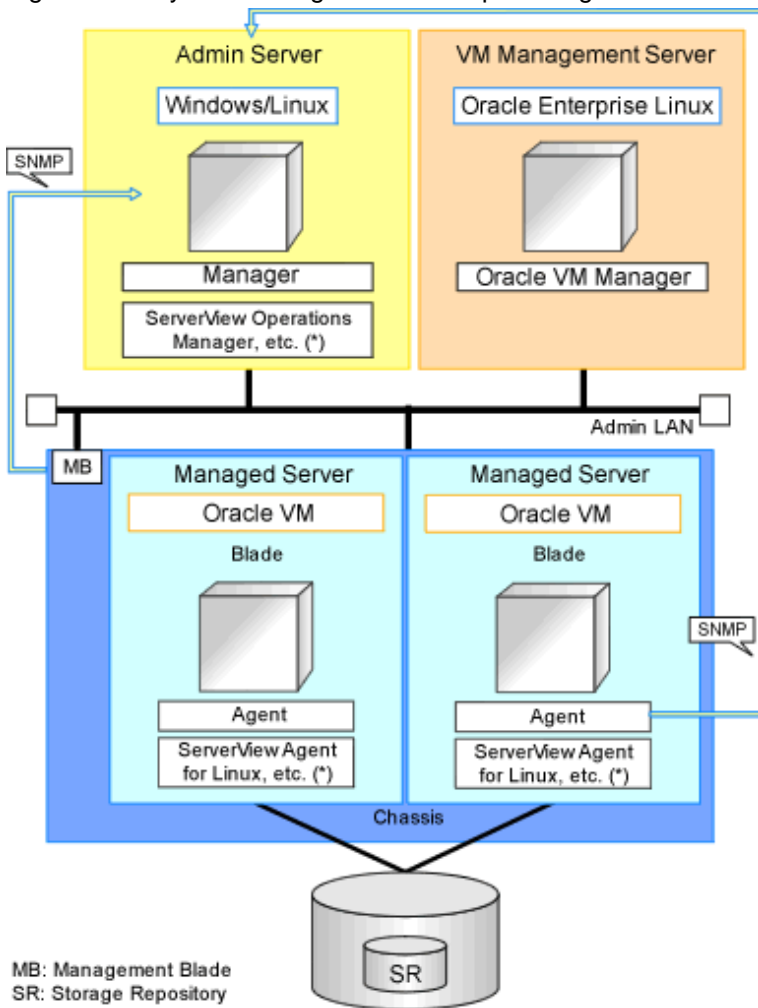 Admin Server
VM Management Server
Windows/Linux
Oracle Enterprise Linux
SNMP
Manager
Oracle VM Manager
ServerView Operations
Manager, etc. (*)
Admin LAN
MB
Managed Server
Managed Server
Oracle VM
Oracle VM
Blade
Blade
SNMP
Agent
Agent
ServerView Agent
for Linux, etc. (*)
ServerView Agent
for Linux, etc. (*)
Chassis
SR
MB: Management Blade
SR: Storage Repository